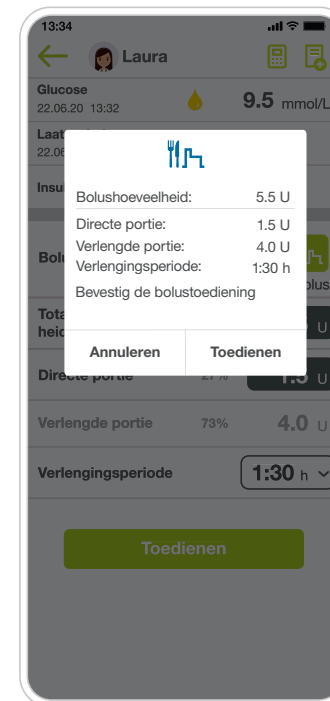 13:34
Laura
Glucose
22.06.20 13:32
9.5 mmol/L
Bolushoeveelheid: 5.5 U
Directe portie: 1.5 U
Verlengde portie: 4.0 U
Verlengingsperiode: 1:30 h
Bevestig de bolustoediening
Annuleren Toedienen
U
Directe portie 27% 1.5 U
Verlengde portie 73% 4.0 U
Verlengingsperiode 1:30 h
Toedienen